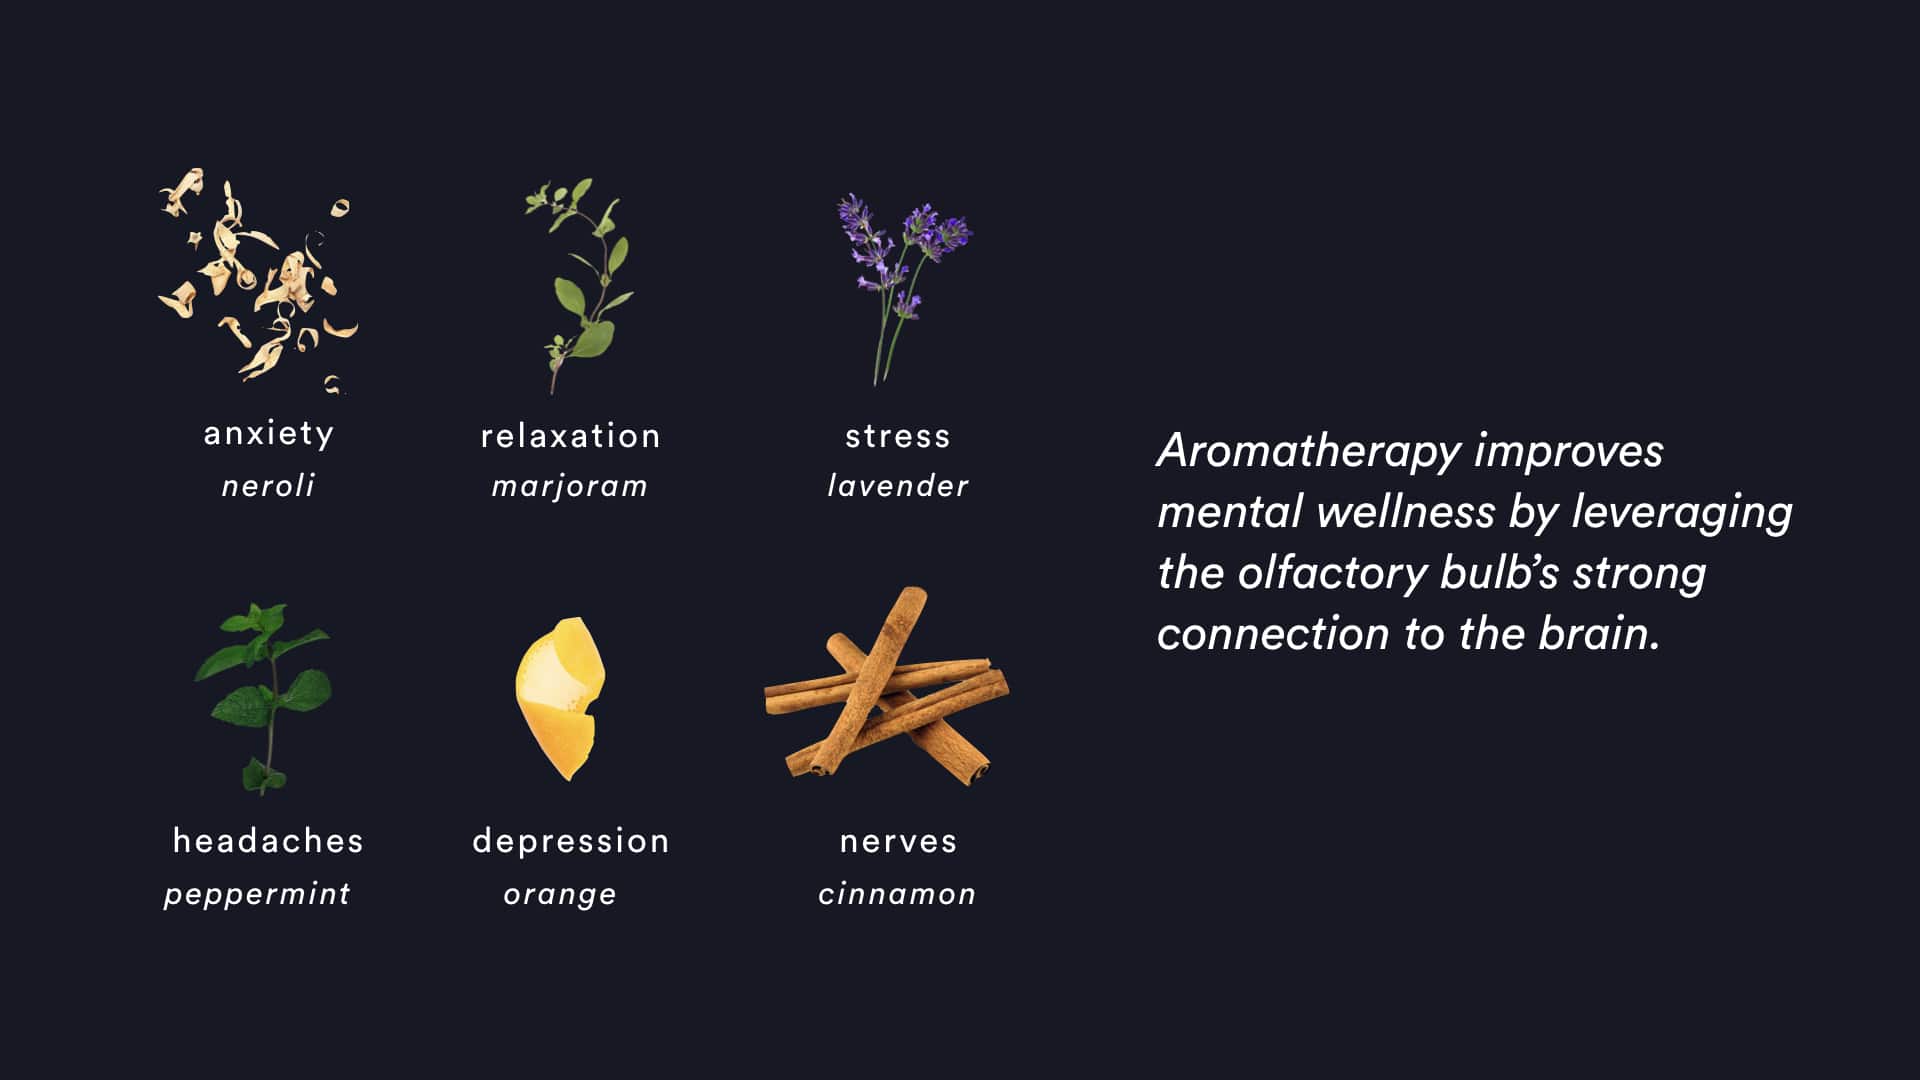 anxiety
neroli
relaxation
marjoram
stress
lavender
headaches
peppermint
depression
orange
nerves
cinnamon
Aromatherapy improves
mental wellness by leveraging
the olfactory bulb’s strong
connection to the brain.